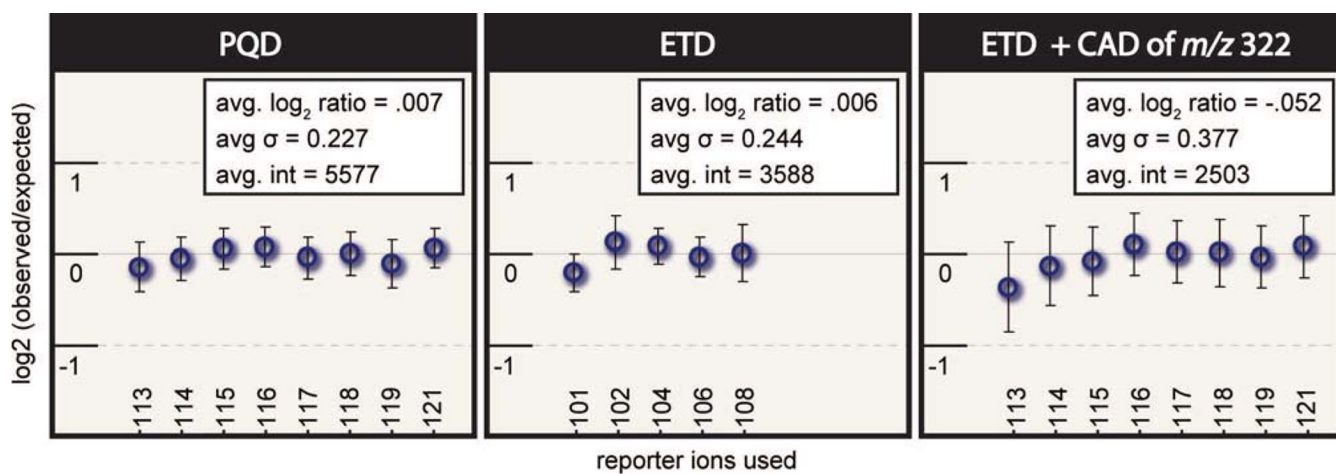 PQD
avg. log2 ratio = .007
avg σ = 0.227
avg. int = 5577
ETD
avg. log2 ratio = .006
avg σ = 0.244
avg. int = 3588
ETD + CAD of m/z 322
avg. log2 ratio = -.052
avg σ = 0.377
avg. int = 2503
log2 (observed/expected)
1
0
-1
113 114 115 116 117 118 119 121
1
0
-1
101 102 104 106 108
1
0
-1
113 114 115 116 117 118 119 121
reporter ions used